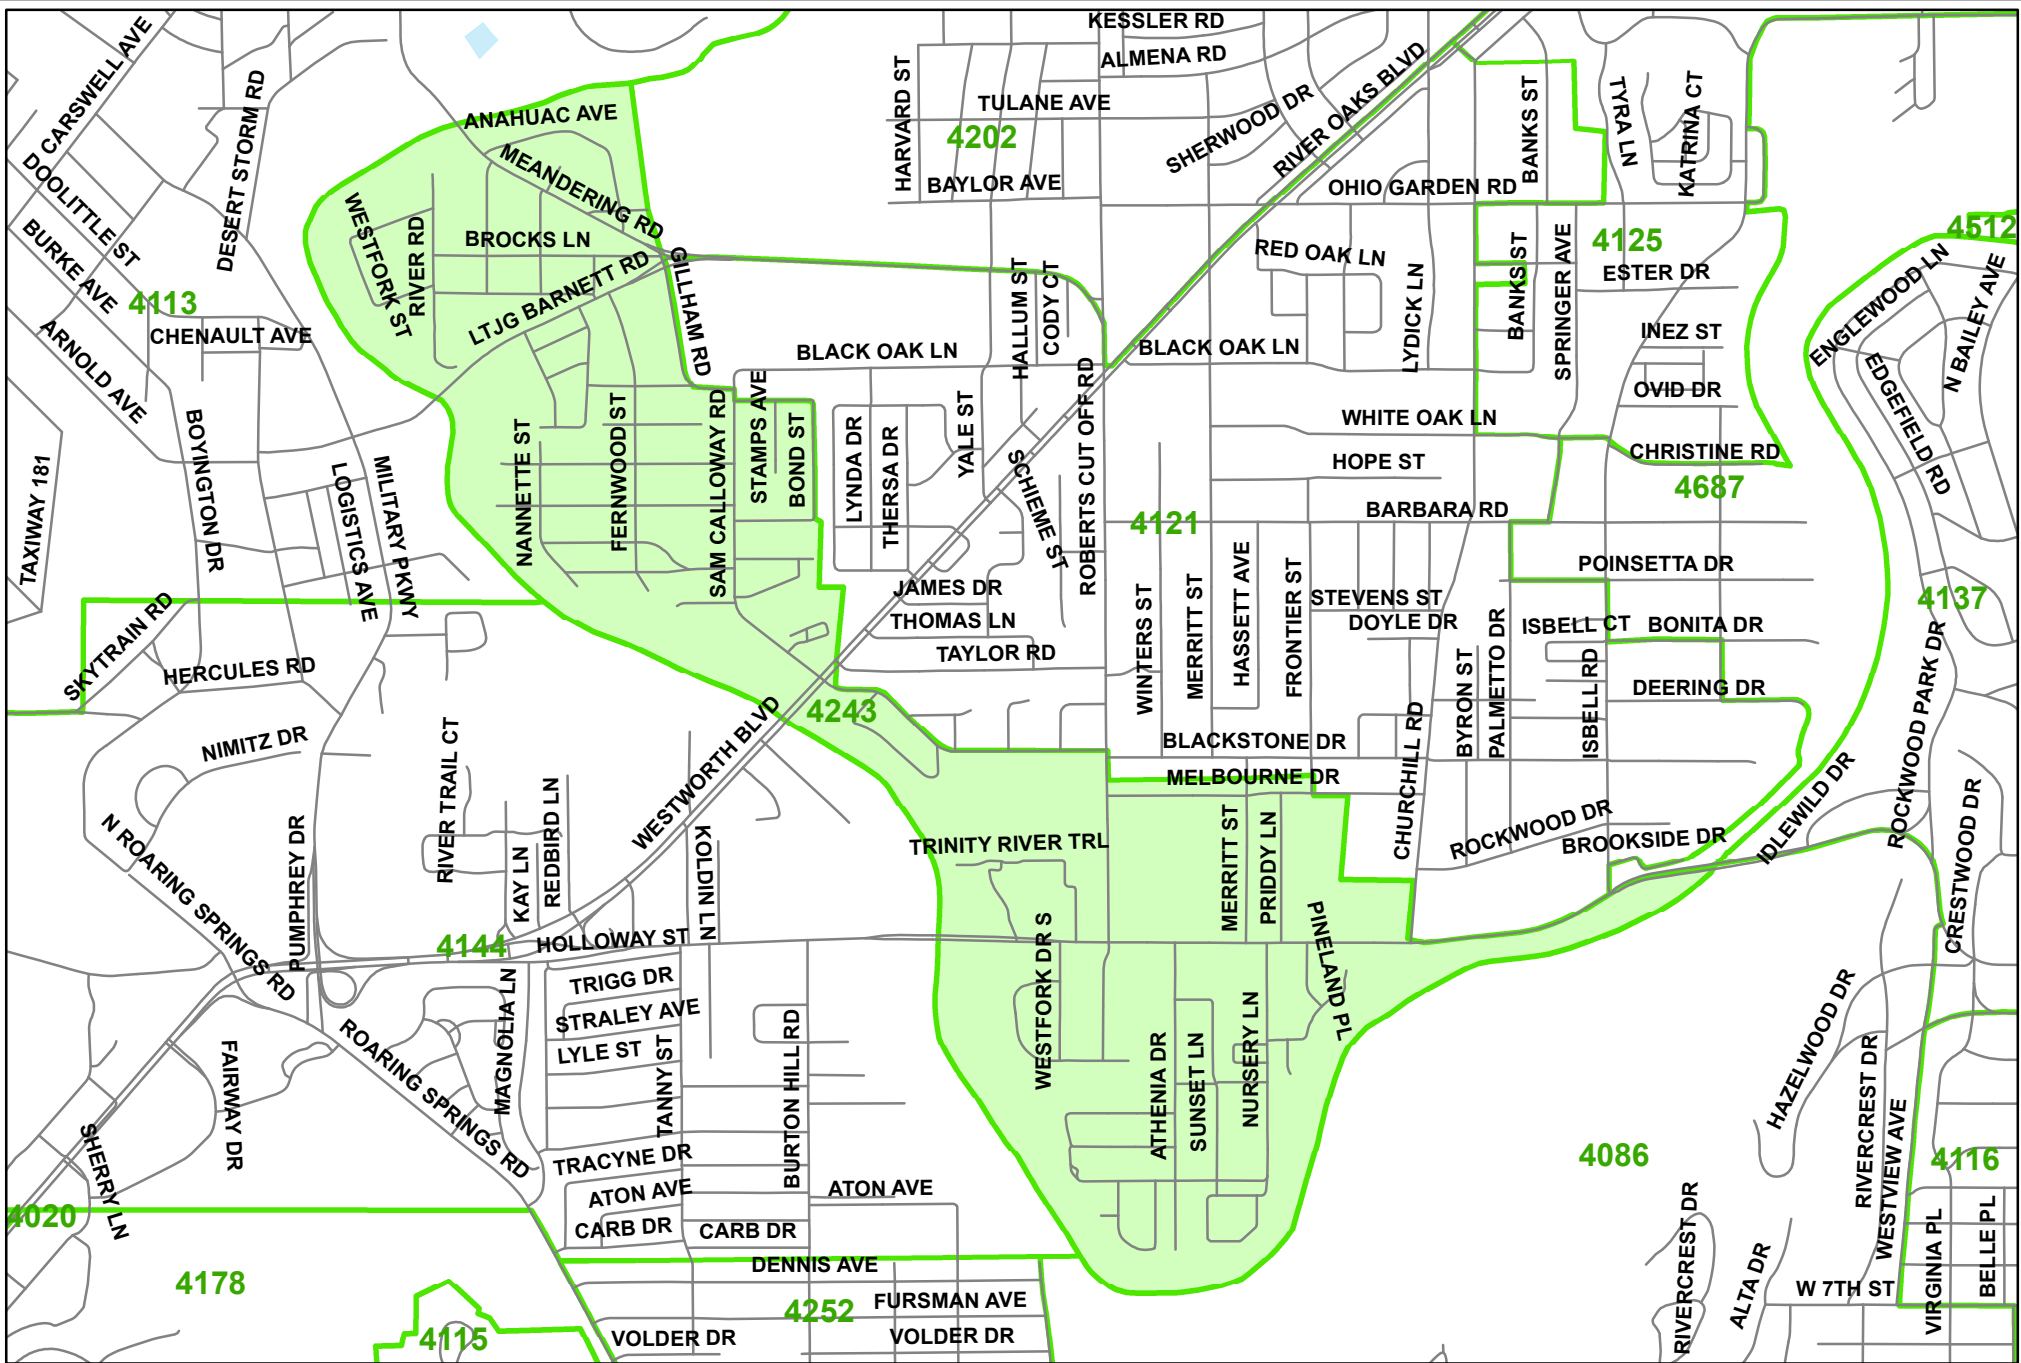 KESSLER RD
ALMENA RD
CARSWELL AVE
HARVARD ST
TULANE AVE
DESERT STORM RD
ANAHUAC AVE
4202
SHERWOOD DR
RIVER OAKS BLVD
BANKS ST
TYRA LN
KATRINA CT
DOOLITTLE ST
MEANDERING RD
BAYLOR AVE
OHIO GARDEN RD
WESTFORK ST
RIVER RD
BROCKS LN
BURKE AVE
GILLHAM RD
RED OAK LN
4125
4512
BANKS ST
SPRINGER AVE
ESTER DR
ENGLEWOOD LN
N BAILEY AVE
LTJG BARNETT RD
4113
HALLUM ST
CODY CT
LYDICK LN
CHENAULT AVE
ARNOLD AVE
BLACK OAK LN
BLACK OAK LN
INEZ ST
EDGEFIELD RD
OVID DR
BOYINGTON DR
NANNETTE ST
FERNWOOD ST
SAM CALLOWAY RD
STAMPS AVE
BOND ST
LYNDA DR
THERSA DR
YALE ST
SCHIEME ST
ROBERTS CUT OFF RD
WHITE OAK LN
CHRISTINE RD
HOPE ST
4687
TAXIWAY 181
LOGISTICS AVE
MILITARY PKWY
BARBARA RD
4121
POINSETTA DR
JAMES DR
STEVENS ST
4137
THOMAS LN
DOYLE DR
ISBELL CT
BONITA DR
SKYTRAIN RD
HERCULES RD
TAYLOR RD
WINTERS ST
MERRITT ST
HASSETT AVE
FRONTIER ST
BYRON ST
PALMETTO DR
ISBELL RD
DEERING DR
ROCKWOOD PARK DR
4243
NIMITZ DR
WESTWORTH BLVD
BLACKSTONE DR
CHURCHILL RD
MELBOURNE DR
RIVER TRAIL CT
KAY LN
REDBIRD LN
IDLEWILD DR
N ROARING SPRINGS RD
PUMPHREY DR
KOLDIN LN
TRINITY RIVER TRL
MERRITT ST
PRIDDY LN
ROCKWOOD DR
BROOKSIDE DR
CRESTWOOD DR
4144
HOLLOWAY ST
WESTFORK DR S
PINELAND PL
TRIGG DR
STRALEY AVE
MAGNOLIA LN
LYLE ST
TANNY ST
BURTON HILL RD
ATHENIA DR
SUNSET LN
NURSERY LN
HAZELWOOD DR
RIVERCREST DR
WESTVIEW AVE
FAIRWAY DR
ROARING SPRINGS RD
SHERRY LN
TRACYNE DR
4086
4116
ATON AVE
ATON AVE
4020
CARB DR
CARB DR
RIVERCREST DR
ALTA DR
VIRGINIA PL
BELLE PL
4178
DENNIS AVE
W 7TH ST
4252
FURSMAN AVE
4115
VOLDER DR
VOLDER DR